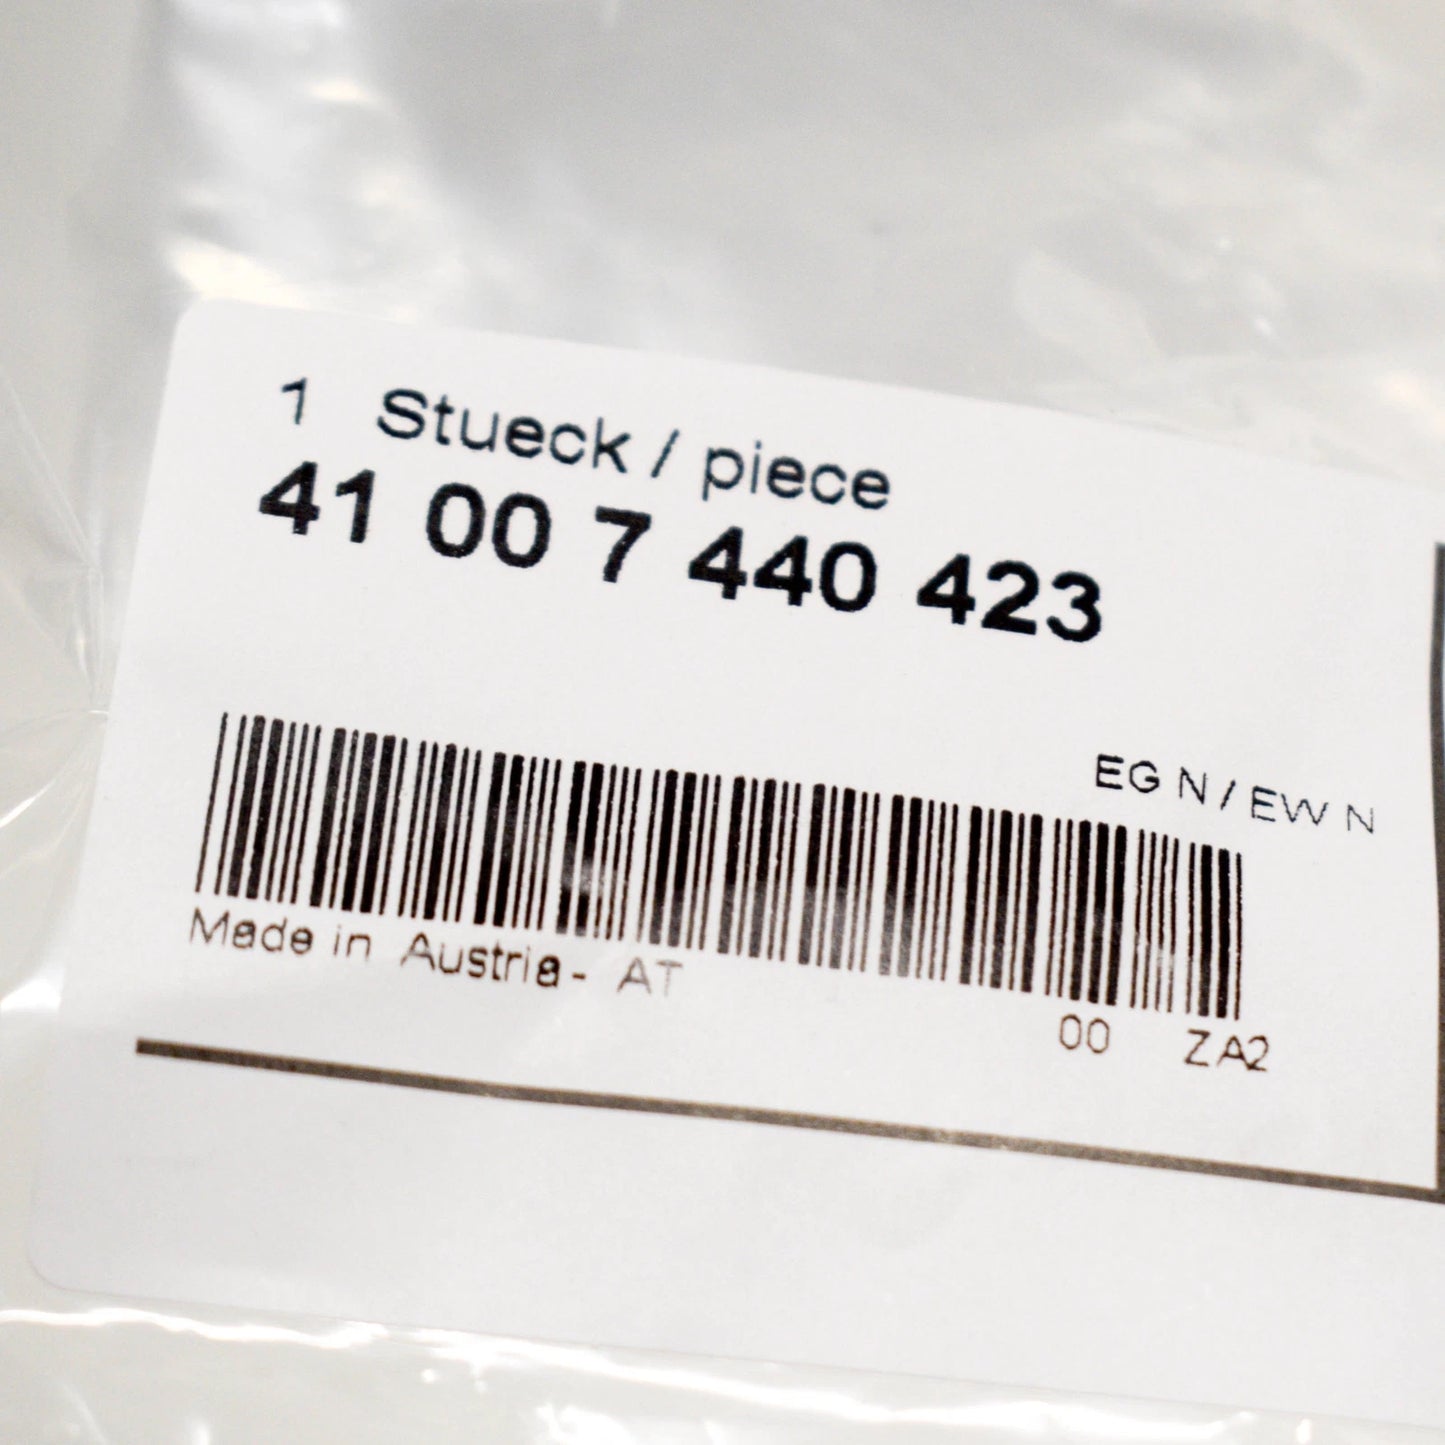 1 Stueck / piece
41 00 7 440 423
EG N / EW N
Made in Austria - AT
00 ZA2